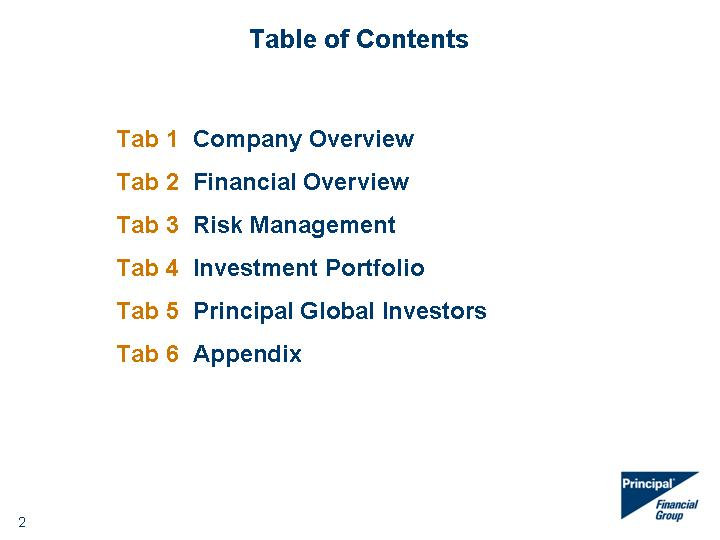 Table of Contents
Tab 1 Company Overview
Tab 2 Financial Overview
Tab 3 Risk Management
Tab 4 Investment Portfolio
Tab 5 Principal Global Investors
Tab 6 Appendix
Principal®
Financial
Group
2